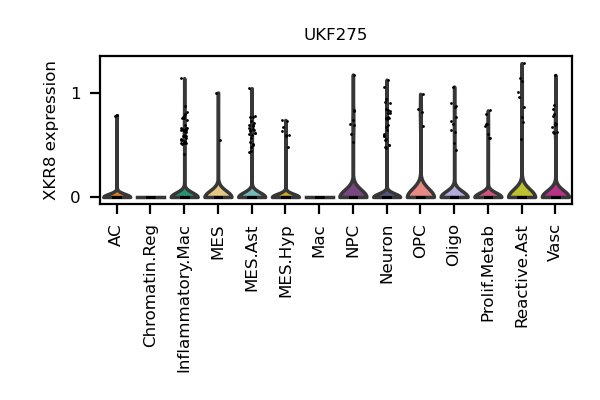 UKF275
XKR8 expression
1
0
AC
Chromatin.Reg
Inflammatory.Mac
MES
MES.Ast
MES.Hyp
Mac
NPC
Neuron
OPC
Oligo
Prolif.Metab
Reactive.Ast
Vasc